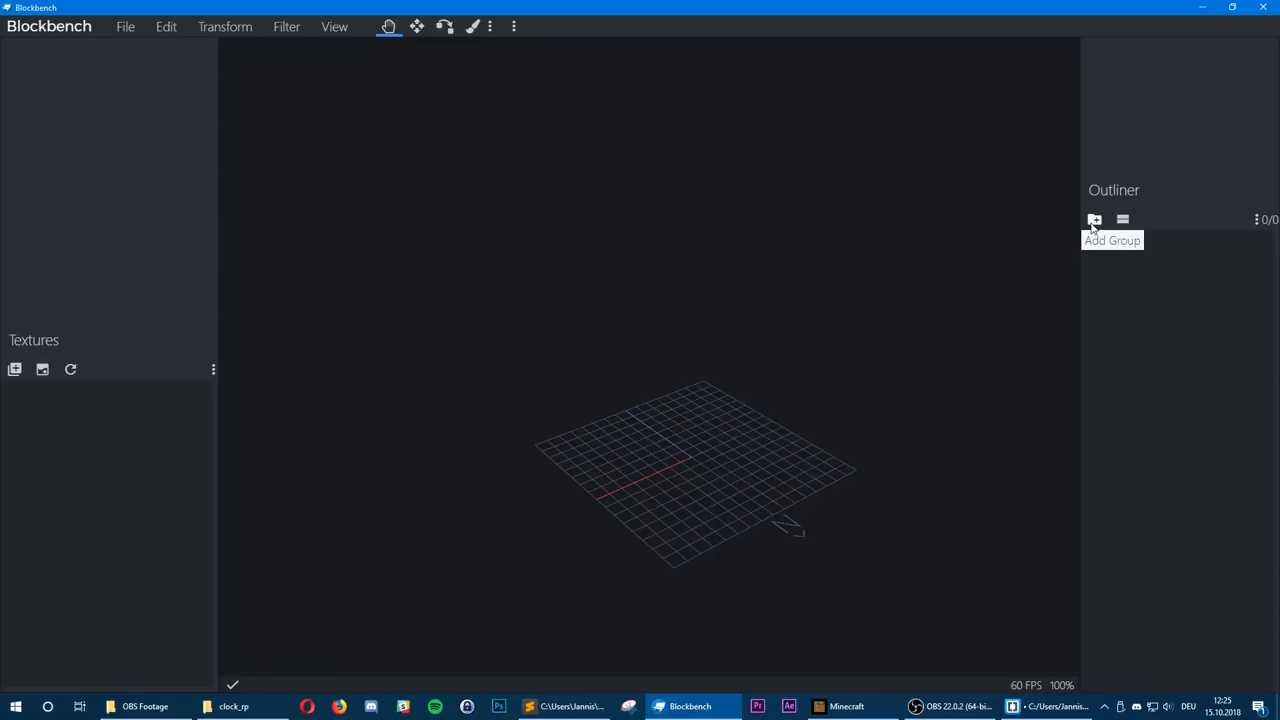 Blockbench
Blockbench File Edit Transform Filter View
Outliner
0/0
Add Group
Textures
60 FPS 100%
OBS Footage clock_rp C:\Users\Jannis\... Blockbench Minecraft OBS 22.0.2 (64-bi... • C:/Users/Jannis... DEU 12:25
15.10.2018